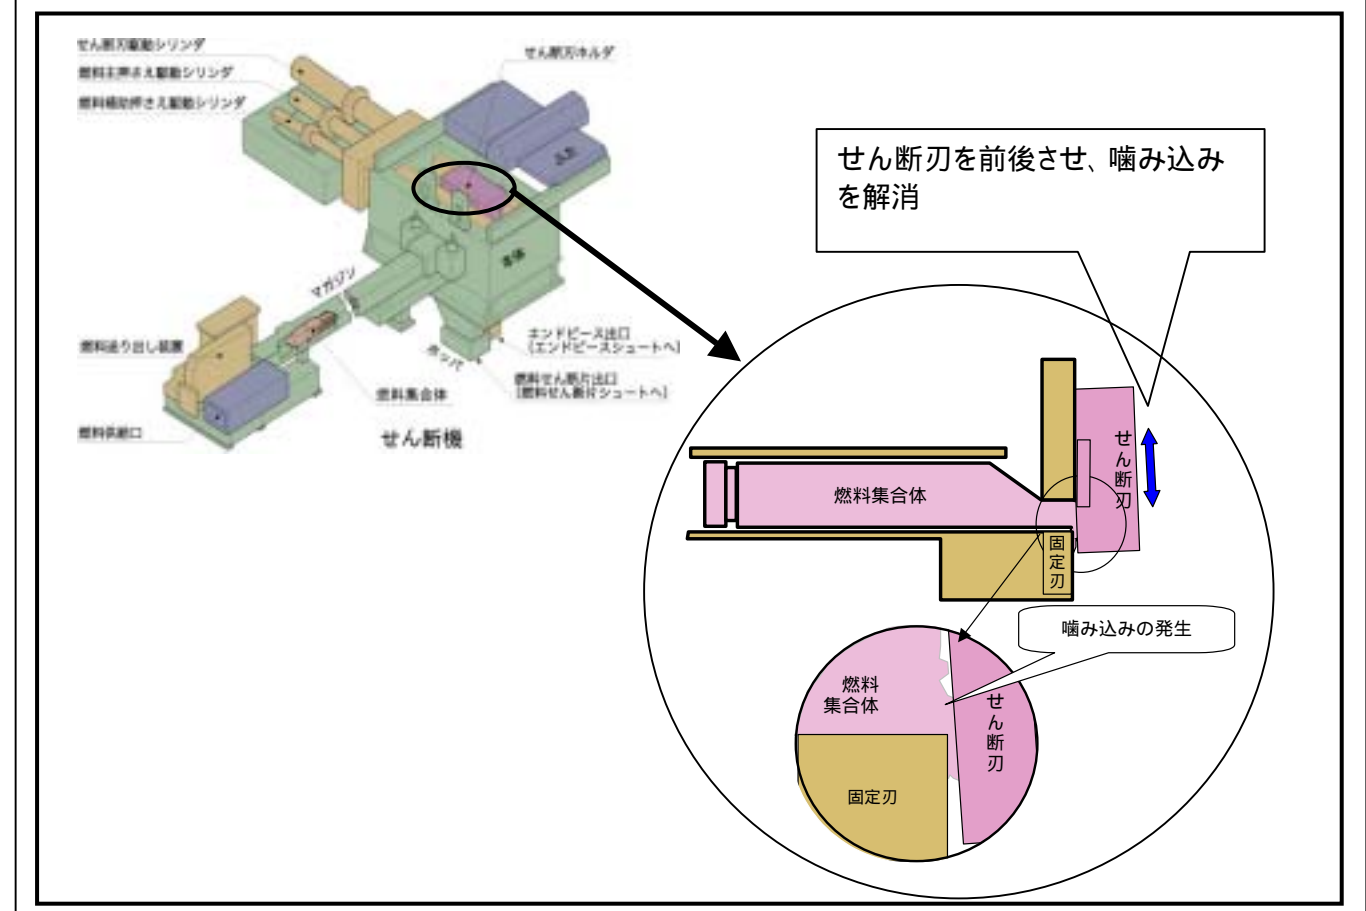 せん断刃駆動シリンダ
燃料主押さえ駆動シリンダ
燃料補助押さえ駆動シリンダ
せん断刃ホルダ
本体
マガジン
燃料送り出し装置
燃料供給口
燃料集合体
せん断機
ホッパ
エンドピース出口
(エンドピースシュートへ)
燃料せん断片出口
(燃料せん断片シュートへ)
せん断刃を前後させ、噛み込み
を解消
せん断刃
燃料集合体
固定刃
噛み込みの発生
燃料
集合体
せん断刃
固定刃